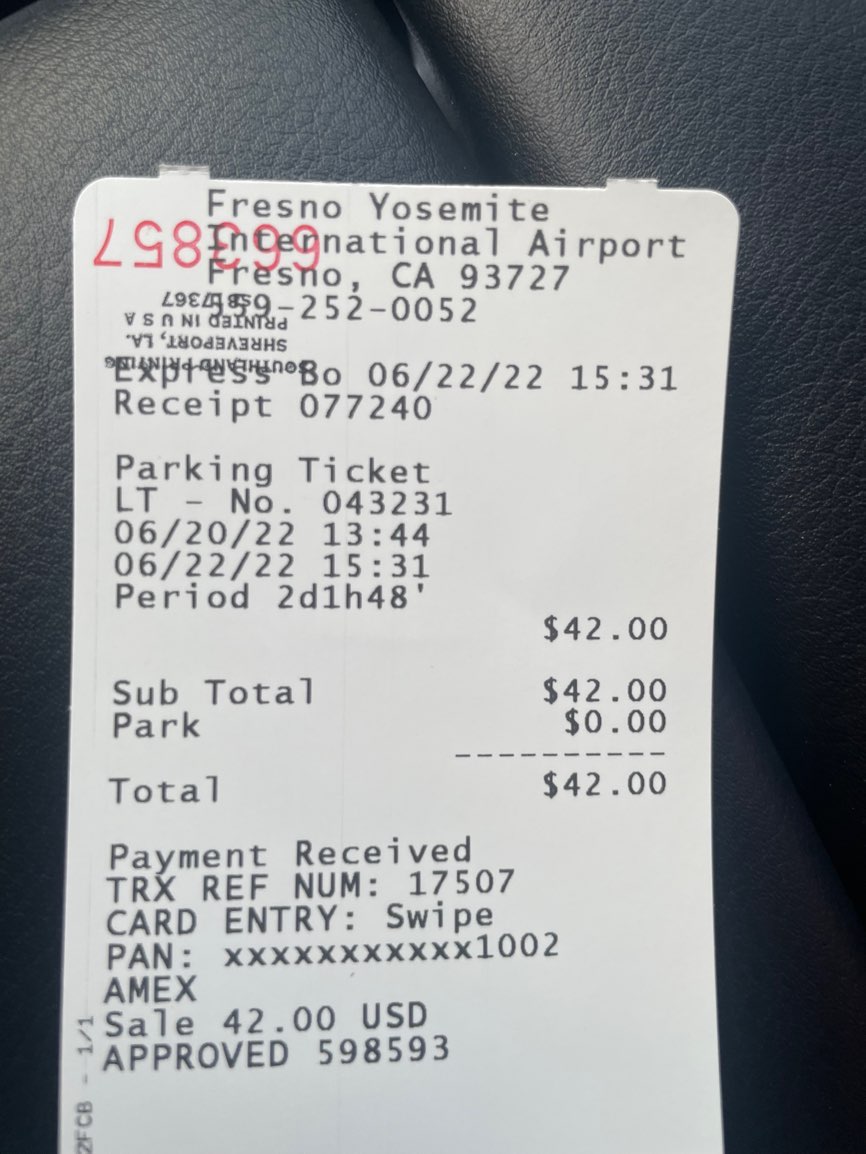 Fresno Yosemite
International Airport
Fresno, CA 93727
559-252-0052
663857
PRINTED IN U S A
SHREVEPORT, LA.
SOUTHLAND PRINTING
Express Bo 06/22/22 15:31
Receipt 077240
Parking Ticket
LT - No. 043231
06/20/22 13:44
06/22/22 15:31
Period 2d1h48'
$42.00
Sub Total $42.00
Park $0.00
----------
Total $42.00
Payment Received
TRX REF NUM: 17507
CARD ENTRY: Swipe
PAN: xxxxxxxxxxx1002
AMEX
Sale 42.00 USD
APPROVED 598593
ZFCB - 1/1